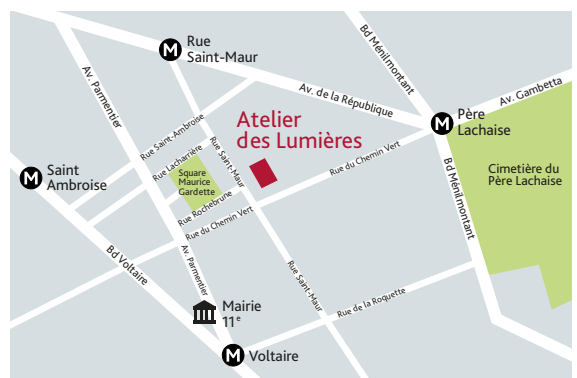 M
Rue
Saint-Maur
Bd Ménilmontant
Av. Parmentier
Av. de la République
Av. Gambetta
M
Père
Lachaise
Atelier
des Lumières
Rue Saint-Ambroise
Rue Lacharrière
Rue Saint-Maur
Rue du Chemin Vert
M
Saint
Ambroise
Square
Maurice
Gardette
Cimetière du
Père Lachaise
Bd Ménilmontant
Rue Rochebrune
Rue du Chemin Vert
Bd Voltaire
Av. Parmentier
Rue Saint-Maur
Rue de la Roquette
Mairie
11e
M
Voltaire